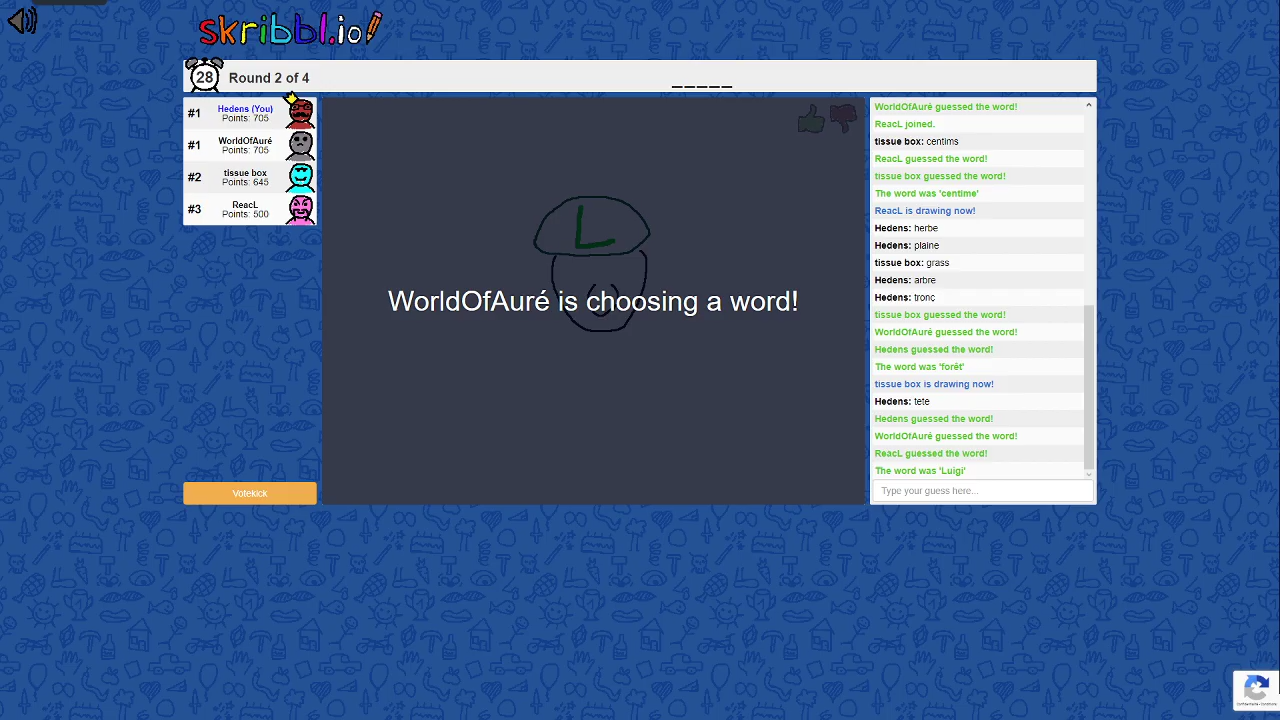 skribbl.io
28
Round 2 of 4
_____
#1
Hedens (You)
Points: 705
#1
WorldOfAuré
Points: 705
#2
tissue box
Points: 645
#3
ReacL
Points: 500
Votekick
L
WorldOfAuré is choosing a word!
WorldOfAuré guessed the word!
ReacL joined.
tissue box: centims
ReacL guessed the word!
tissue box guessed the word!
The word was 'centime'
ReacL is drawing now!
Hedens: herbe
Hedens: plaine
tissue box: grass
Hedens: arbre
Hedens: tronc
tissue box guessed the word!
WorldOfAuré guessed the word!
Hedens guessed the word!
The word was 'forêt'
tissue box is drawing now!
Hedens: tete
Hedens guessed the word!
WorldOfAuré guessed the word!
ReacL guessed the word!
The word was 'Luigi'
Type your guess here...